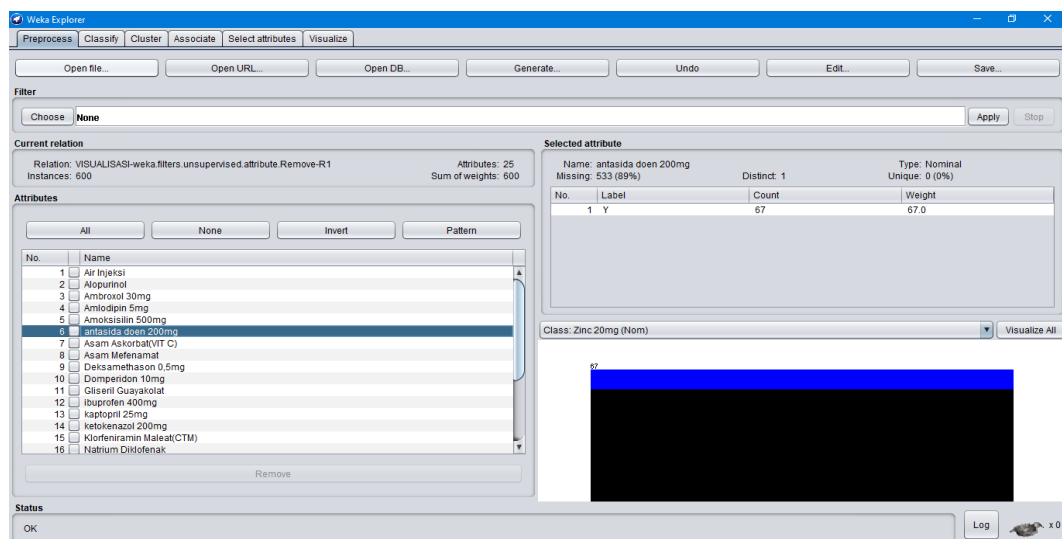 Weka Explorer
Preprocess Classify Cluster Associate Select attributes Visualize
Open file... Open URL... Open DB... Generate... Undo Edit... Save...
Filter
Choose None Apply Stop
Current relation
Relation: VISUALISASI-weka.filters.unsupervised.attribute.Remove-R1 Attributes: 25
Instances: 600 Sum of weights: 600
Attributes
All None Invert Pattern
No. Name
1 Air Injeksi
2 Alopurinol
3 Ambroxol 30mg
4 Amlodipin 5mg
5 Amoksisilin 500mg
6 antasida doen 200mg
7 Asam Askorbat(VIT C)
8 Asam Mefenamat
9 Deksamethason 0,5mg
10 Domperidon 10mg
11 Gliseril Guayakolat
12 ibuprofen 400mg
13 kaptopril 25mg
14 ketokenazol 200mg
15 Klorfeniramin Maleat(CTM)
16 Natrium Diklofenak
Remove
Selected attribute
Name: antasida doen 200mg Type: Nominal
Missing: 533 (89%) Distinct: 1 Unique: 0 (0%)
No. Label Count Weight
1 Y 67 67.0
Class: Zinc 20mg (Nom) Visualize All
67
Status
OK
Log x 0